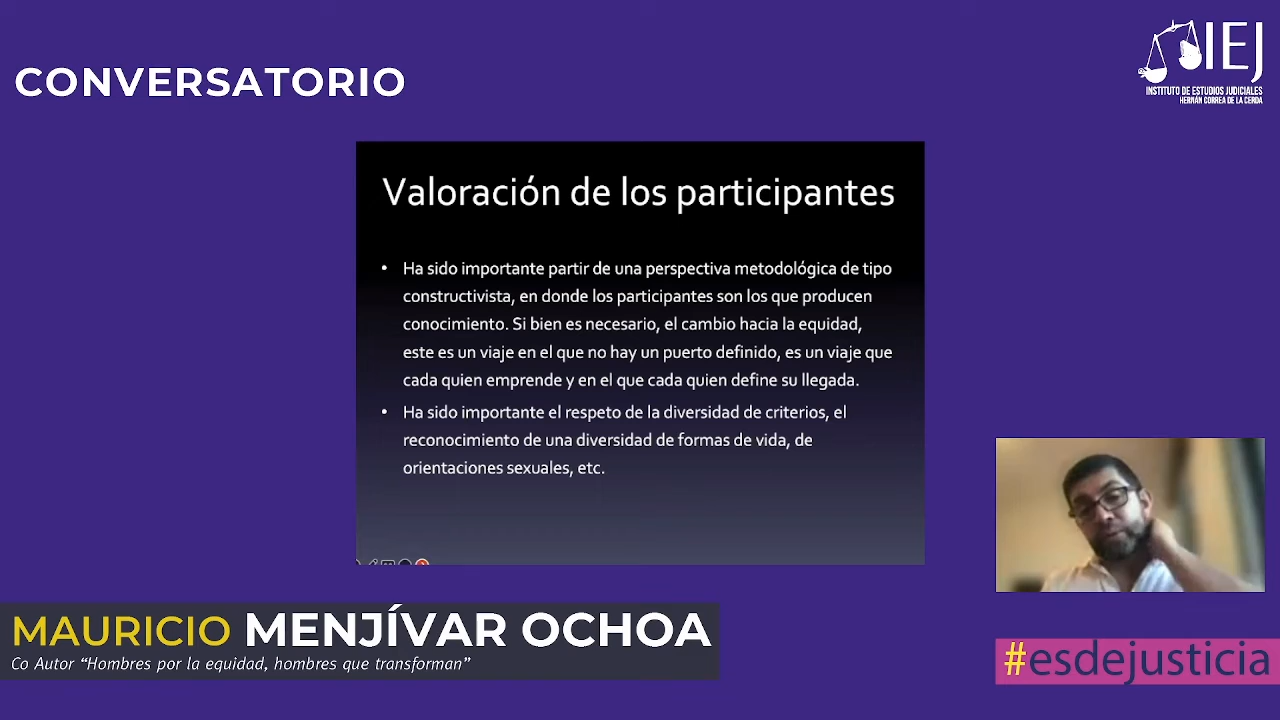 CONVERSATORIO
IEJ
INSTITUTO DE ESTUDIOS JUDICIALES
HERNÁN CORREA DE LA CERDA
Valoración de los participantes
• Ha sido importante partir de una perspectiva metodológica de tipo
constructivista, en donde los participantes son los que producen
conocimiento. Si bien es necesario, el cambio hacia la equidad,
este es un viaje en el que no hay un puerto definido, es un viaje que
cada quien emprende y en el que cada quien define su llegada.
• Ha sido importante el respeto de la diversidad de criterios, el
reconocimiento de una diversidad de formas de vida, de
orientaciones sexuales, etc.
MAURICIO MENJÍVAR OCHOA
Co Autor “Hombres por la equidad, hombres que transforman”
#esdejusticia